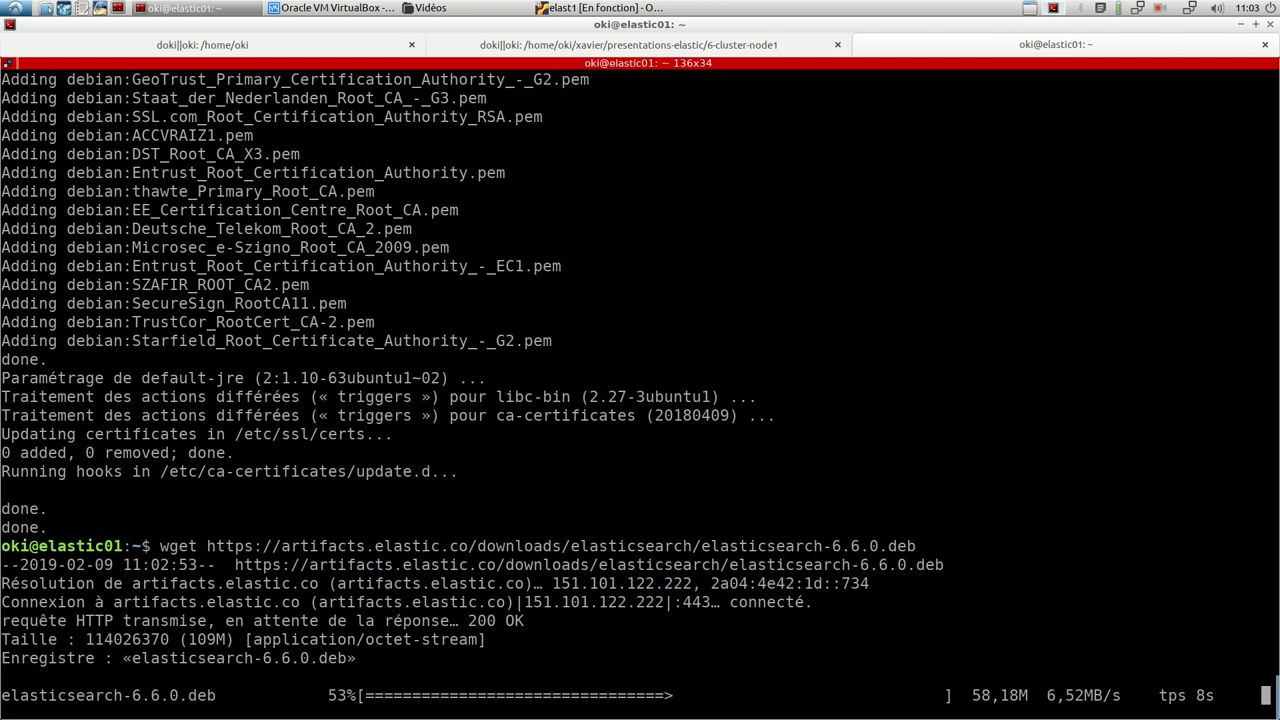 oki@elastic01: ~
Oracle VM VirtualBox -...
Vidéos
elast1 [En fonction] - O...
11:03
oki@elastic01: ~
doki||oki: /home/oki
doki||oki: /home/oki/xavier/presentations-elastic/6-cluster-node1
oki@elastic01: ~
oki@elastic01: ~ 136x34
Adding debian:GeoTrust_Primary_Certification_Authority_-_G2.pem
Adding debian:Staat_der_Nederlanden_Root_CA_-_G3.pem
Adding debian:SSL.com_Root_Certification_Authority_RSA.pem
Adding debian:ACCVRAIZ1.pem
Adding debian:DST_Root_CA_X3.pem
Adding debian:Entrust_Root_Certification_Authority.pem
Adding debian:thawte_Primary_Root_CA.pem
Adding debian:EE_Certification_Centre_Root_CA.pem
Adding debian:Deutsche_Telekom_Root_CA_2.pem
Adding debian:Microsec_e-Szigno_Root_CA_2009.pem
Adding debian:Entrust_Root_Certification_Authority_-_EC1.pem
Adding debian:SZAFIR_ROOT_CA2.pem
Adding debian:SecureSign_RootCA11.pem
Adding debian:TrustCor_RootCert_CA-2.pem
Adding debian:Starfield_Root_Certificate_Authority_-_G2.pem
done.
Paramétrage de default-jre (2:1.10-63ubuntu1~02) ...
Traitement des actions différées (« triggers ») pour libc-bin (2.27-3ubuntu1) ...
Traitement des actions différées (« triggers ») pour ca-certificates (20180409) ...
Updating certificates in /etc/ssl/certs...
0 added, 0 removed; done.
Running hooks in /etc/ca-certificates/update.d...
done.
done.
oki@elastic01:~$ wget https://artifacts.elastic.co/downloads/elasticsearch/elasticsearch-6.6.0.deb
--2019-02-09 11:02:53--  https://artifacts.elastic.co/downloads/elasticsearch/elasticsearch-6.6.0.deb
Résolution de artifacts.elastic.co (artifacts.elastic.co)… 151.101.122.222, 2a04:4e42:1d::734
Connexion à artifacts.elastic.co (artifacts.elastic.co)|151.101.122.222|:443… connecté.
requête HTTP transmise, en attente de la réponse… 200 OK
Taille : 114026370 (109M) [application/octet-stream]
Enregistre : «elasticsearch-6.6.0.deb»
elasticsearch-6.6.0.deb 53%[================================> ] 58,18M 6,52MB/s tps 8s